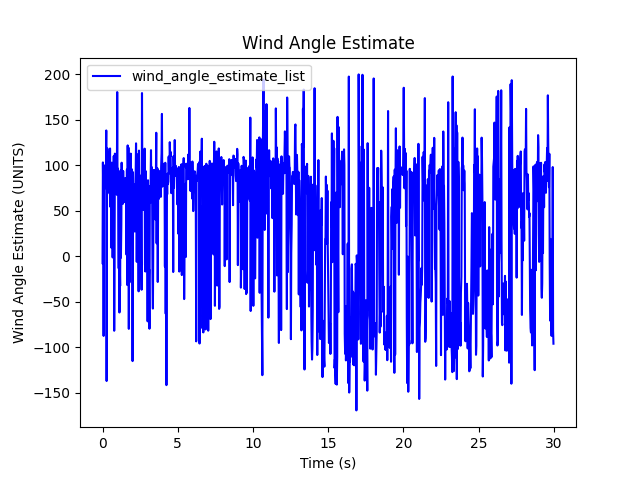 Wind Angle Estimate
wind_angle_estimate_list
Wind Angle Estimate (UNITS)
200
150
100
50
0
−50
−100
−150
0 5 10 15 20 25 30
Time (s)